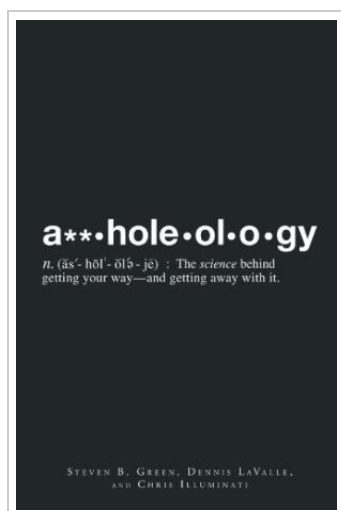 a**•hole•ol•o•gy
n. (ăs′- hōl′- ŏlə̇ - jē) : The science behind
getting your way—and getting away with it.
STEVEN B. GREEN, DENNIS LAVALLE,
AND CHRIS ILLUMINATI